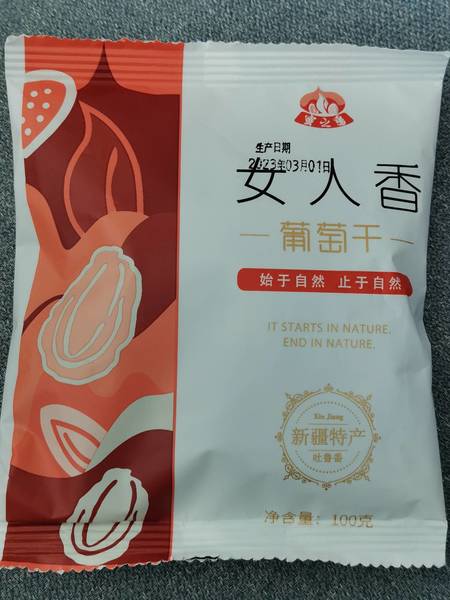 生产日期
2023年03月01日
女人香
葡萄干
始于自然 止于自然
IT STARTS IN NATURE.
END IN NATURE.
Xin Jiang
新疆特产
吐鲁番
净含量：100克